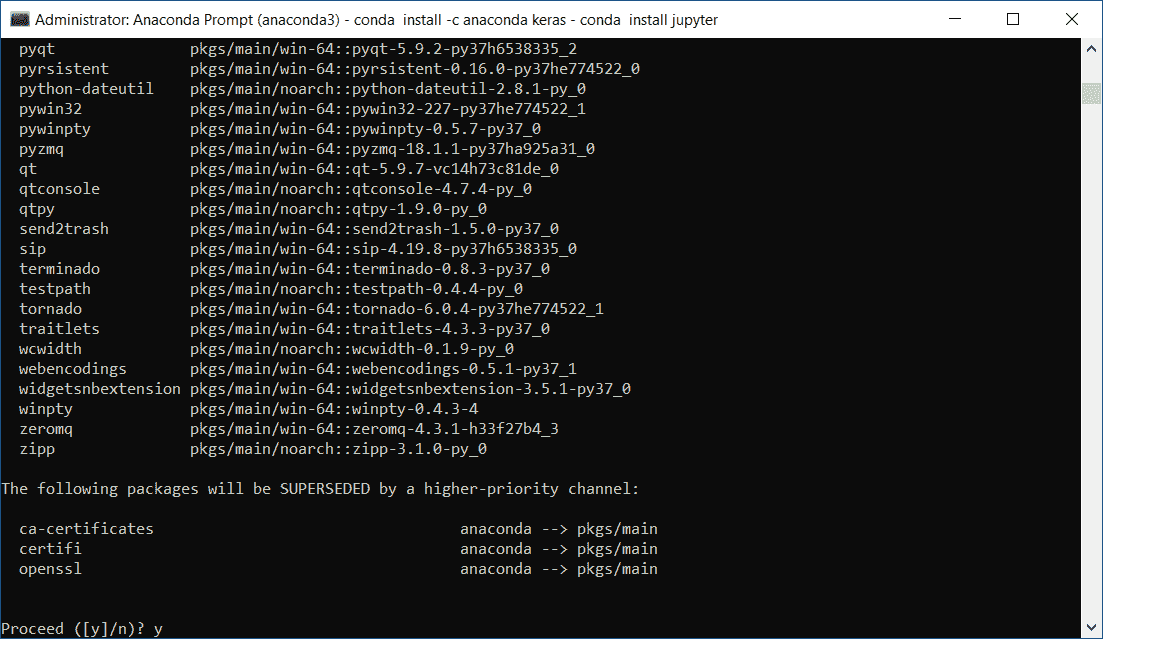 Administrator: Anaconda Prompt (anaconda3) - conda  install -c anaconda keras - conda  install jupyter
pyqt pkgs/main/win-64::pyqt-5.9.2-py37h6538335_2
pyrsistent pkgs/main/win-64::pyrsistent-0.16.0-py37he774522_0
python-dateutil pkgs/main/noarch::python-dateutil-2.8.1-py_0
pywin32 pkgs/main/win-64::pywin32-227-py37he774522_1
pywinpty pkgs/main/win-64::pywinpty-0.5.7-py37_0
pyzmq pkgs/main/win-64::pyzmq-18.1.1-py37ha925a31_0
qt pkgs/main/win-64::qt-5.9.7-vc14h73c81de_0
qtconsole pkgs/main/noarch::qtconsole-4.7.4-py_0
qtpy pkgs/main/noarch::qtpy-1.9.0-py_0
send2trash pkgs/main/win-64::send2trash-1.5.0-py37_0
sip pkgs/main/win-64::sip-4.19.8-py37h6538335_0
terminado pkgs/main/win-64::terminado-0.8.3-py37_0
testpath pkgs/main/noarch::testpath-0.4.4-py_0
tornado pkgs/main/win-64::tornado-6.0.4-py37he774522_1
traitlets pkgs/main/win-64::traitlets-4.3.3-py37_0
wcwidth pkgs/main/noarch::wcwidth-0.1.9-py_0
webencodings pkgs/main/win-64::webencodings-0.5.1-py37_1
widgetsnbextension pkgs/main/win-64::widgetsnbextension-3.5.1-py37_0
winpty pkgs/main/win-64::winpty-0.4.3-4
zeromq pkgs/main/win-64::zeromq-4.3.1-h33f27b4_3
zipp pkgs/main/noarch::zipp-3.1.0-py_0
The following packages will be SUPERSEDED by a higher-priority channel:
ca-certificates anaconda --> pkgs/main
certifi anaconda --> pkgs/main
openssl anaconda --> pkgs/main
Proceed ([y]/n)? y